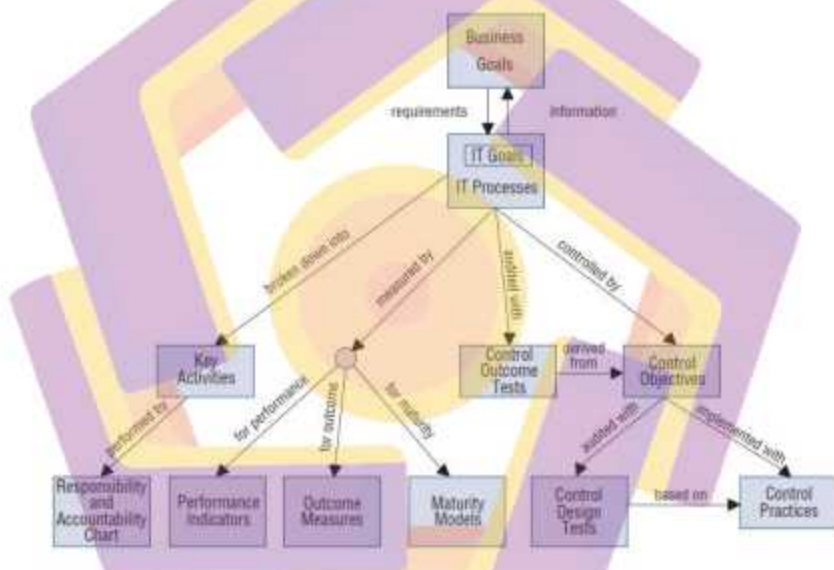 Business
Goals
requirements
information
IT Goals
IT Processes
broken down into
measured by
audited with
controlled by
Key
Activities
Control
Outcome
Tests
derived
from
Control
Objectives
performed by
for performance
for outcome
for maturity
audited with
implemented with
Responsibility
and
Accountability
Chart
Performance
Indicators
Outcome
Measures
Maturity
Models
Control
Design
Tests
based on
Control
Practices